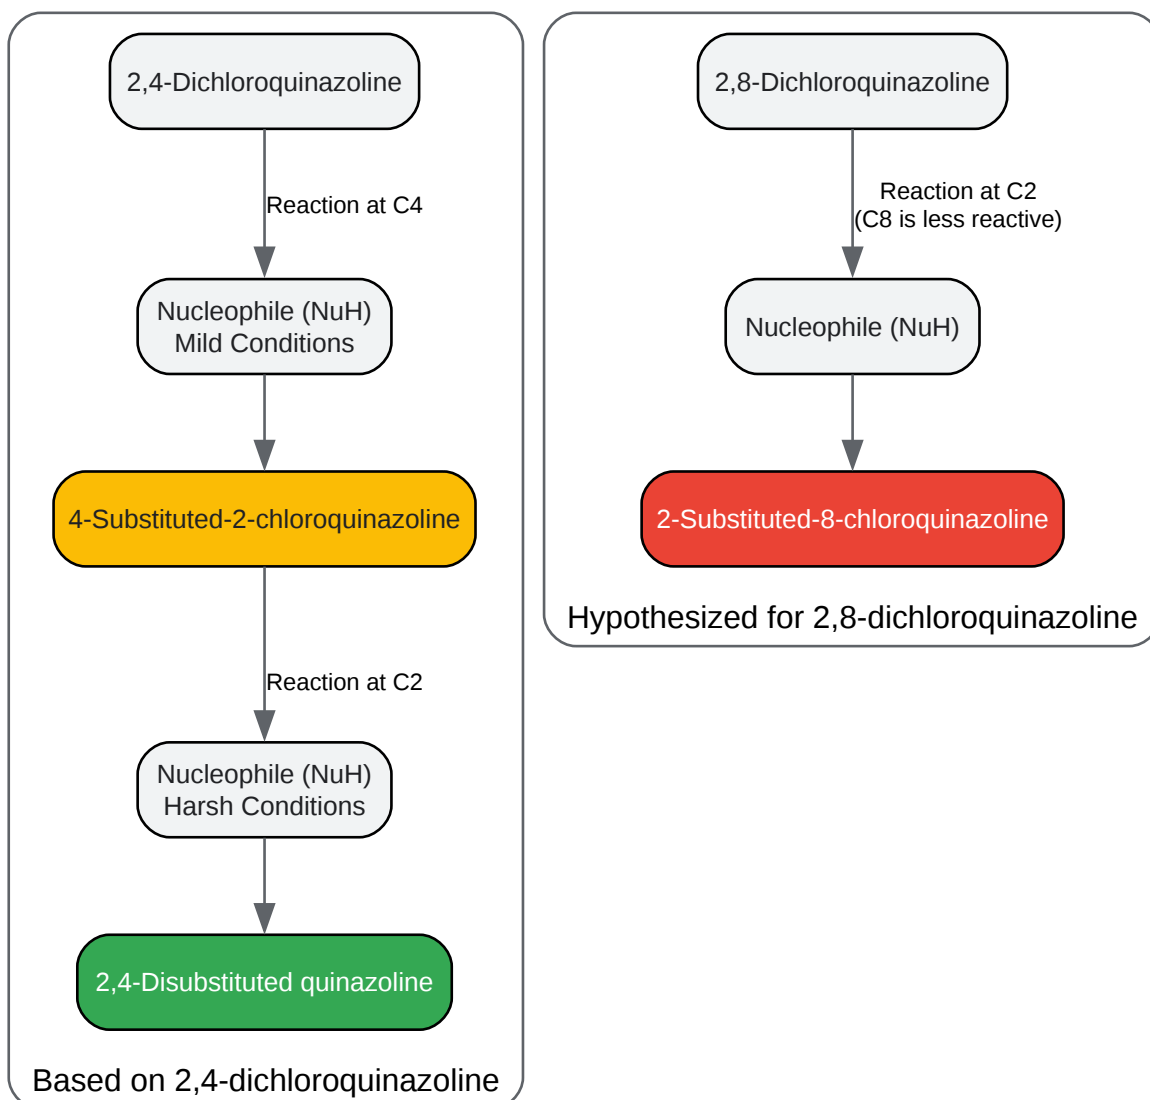 2,4-Dichloroquinazoline
Reaction at C4
Nucleophile (NuH)
Mild Conditions
4-Substituted-2-chloroquinazoline
Reaction at C2
Nucleophile (NuH)
Harsh Conditions
2,4-Disubstituted quinazoline
Based on 2,4-dichloroquinazoline
2,8-Dichloroquinazoline
Reaction at C2
(C8 is less reactive)
Nucleophile (NuH)
2-Substituted-8-chloroquinazoline
Hypothesized for 2,8-dichloroquinazoline